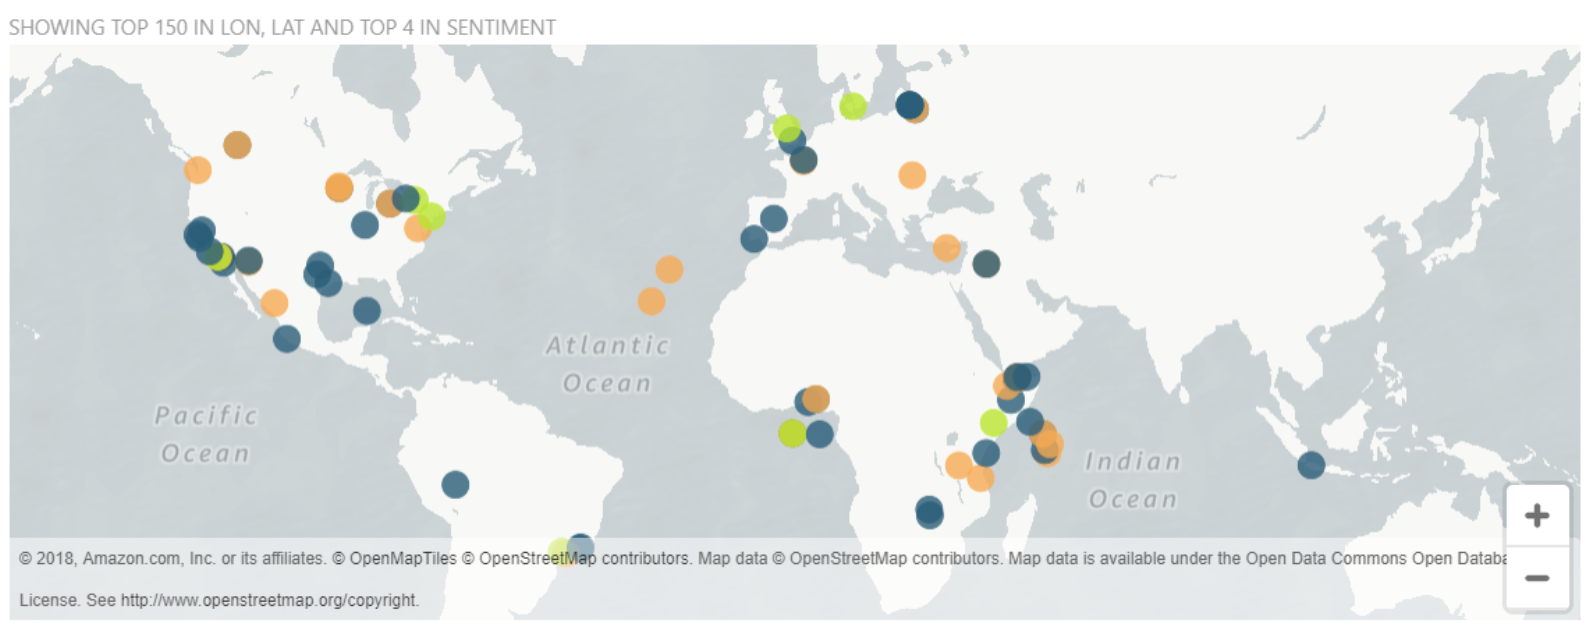 SHOWING TOP 150 IN LON, LAT AND TOP 4 IN SENTIMENT
Atlantic
Ocean
Pacific
Ocean
Indian
Ocean
+
−
© 2018, Amazon.com, Inc. or its affiliates. © OpenMapTiles © OpenStreetMap contributors. Map data © OpenStreetMap contributors. Map data is available under the Open Data Commons Open Databa
License. See http://www.openstreetmap.org/copyright.